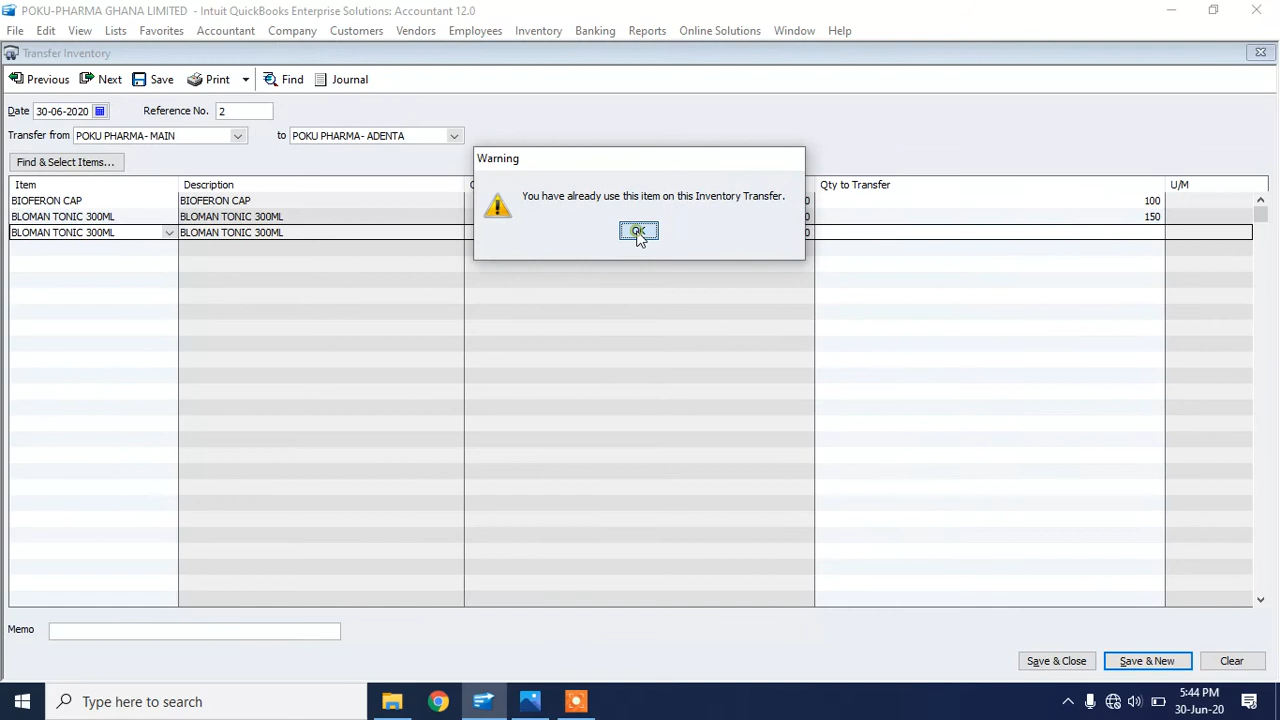 POKU-PHARMA GHANA LIMITED - Intuit QuickBooks Enterprise Solutions: Accountant 12.0
File Edit View Lists Favorites Accountant Company Customers Vendors Employees Inventory Banking Reports Online Solutions Window Help
Transfer Inventory
Previous Next Save Print Find Journal
Date 30-06-2020 Reference No. 2
Transfer from POKU PHARMA- MAIN to POKU PHARMA- ADENTA
Find & Select Items...
Warning
You have already use this item on this Inventory Transfer.
OK
Item Description Qty to Transfer U/M
BIOFERON CAP BIOFERON CAP 0 100
BLOMAN TONIC 300ML BLOMAN TONIC 300ML 0 150
BLOMAN TONIC 300ML BLOMAN TONIC 300ML 0
Memo
Save & Close Save & New Clear
Type here to search
5:44 PM
30-Jun-20